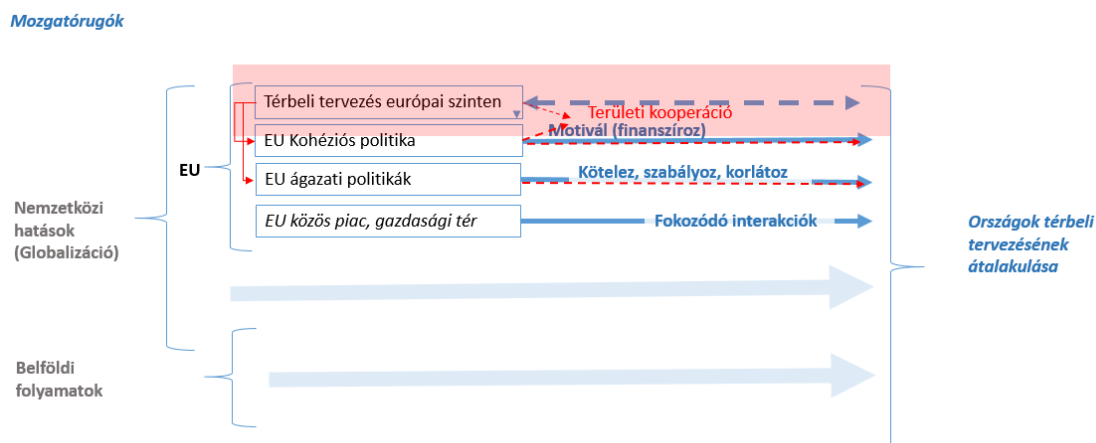 Mozgatórugók
Térbeli tervezés európai szinten
Területi kooperáció
Motivál (finanszíroz)
EU Kohéziós politika
EU
EU ágazati politikák
Kötelez, szabályoz, korlátoz
EU közös piac, gazdasági tér
Fokozódó interakciók
Nemzetközi
hatások
(Globalizáció)
Országok térbeli
tervezésének
átalakulása
Belföldi
folyamatok